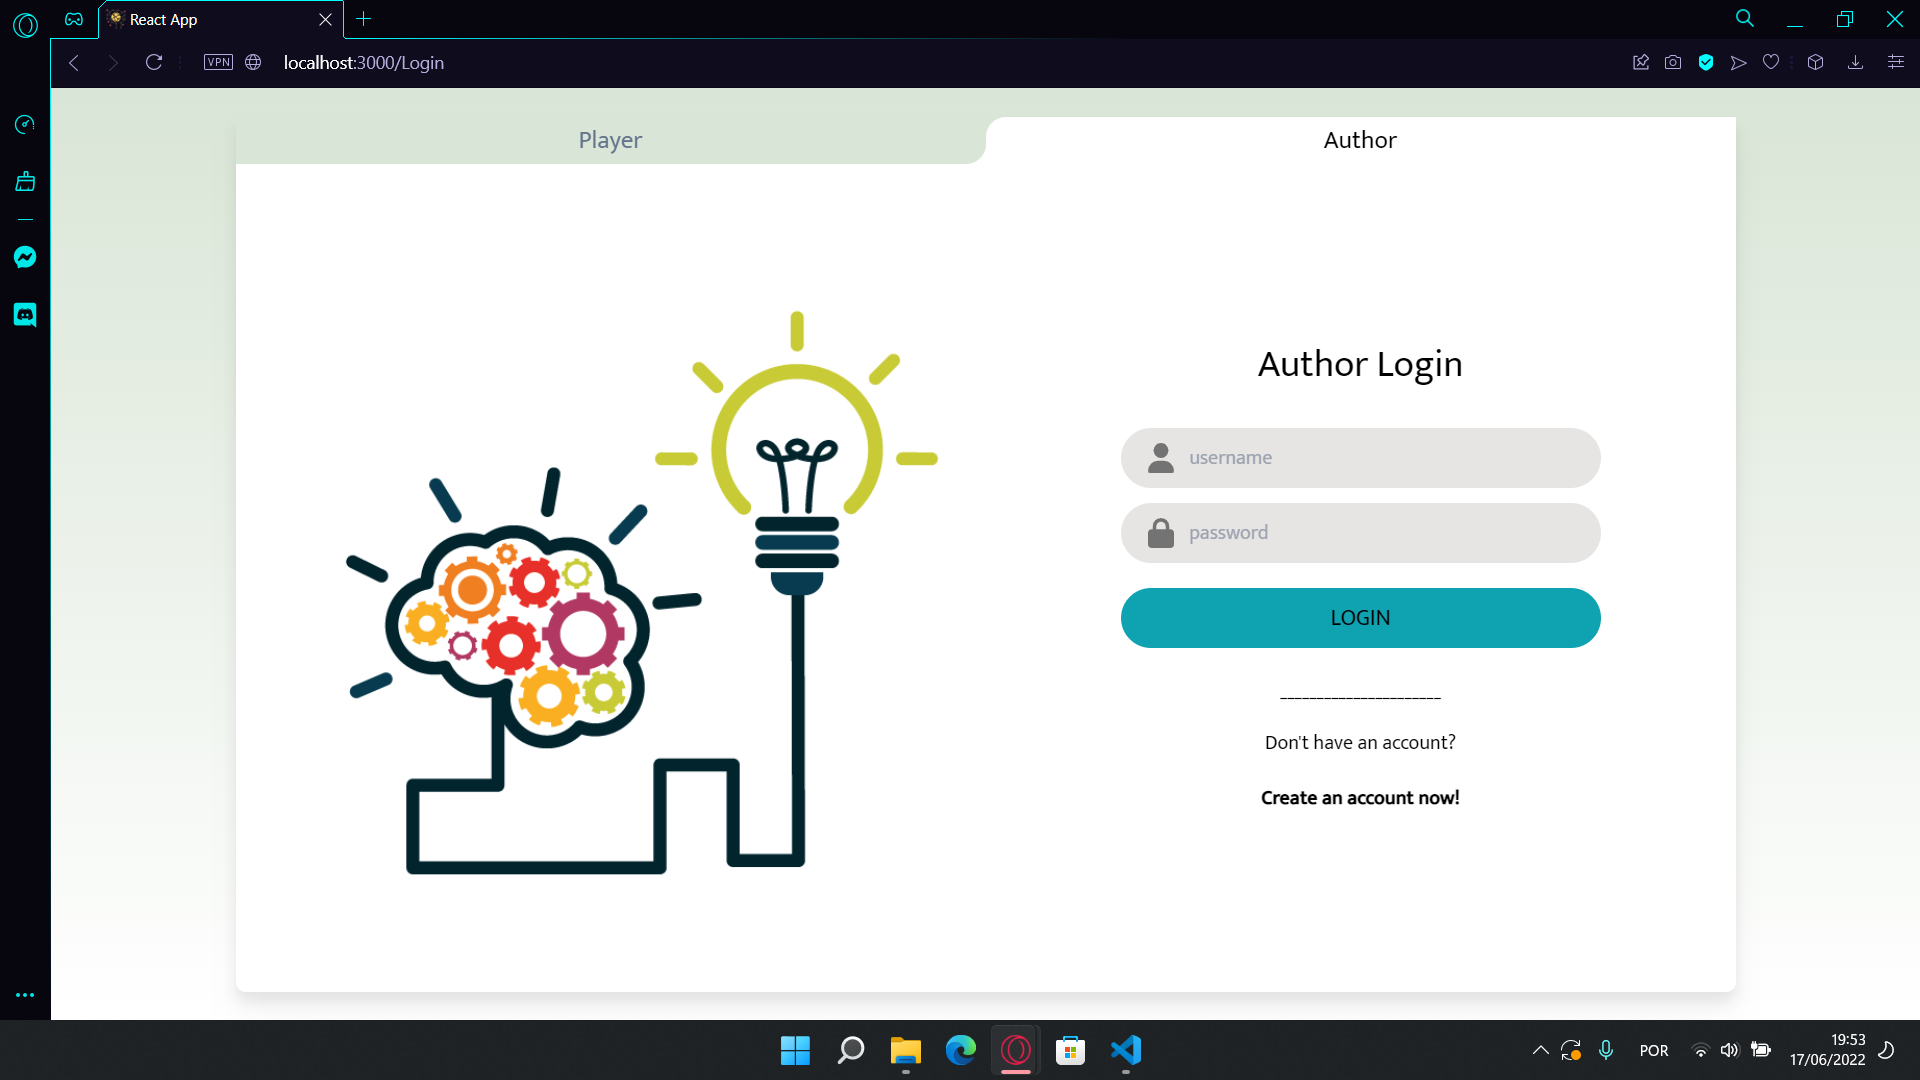 React App
VPN
localhost:3000/Login
Player
Author
Author Login
username
password
LOGIN
______________________
Don't have an account?
Create an account now!
POR
19:53
17/06/2022